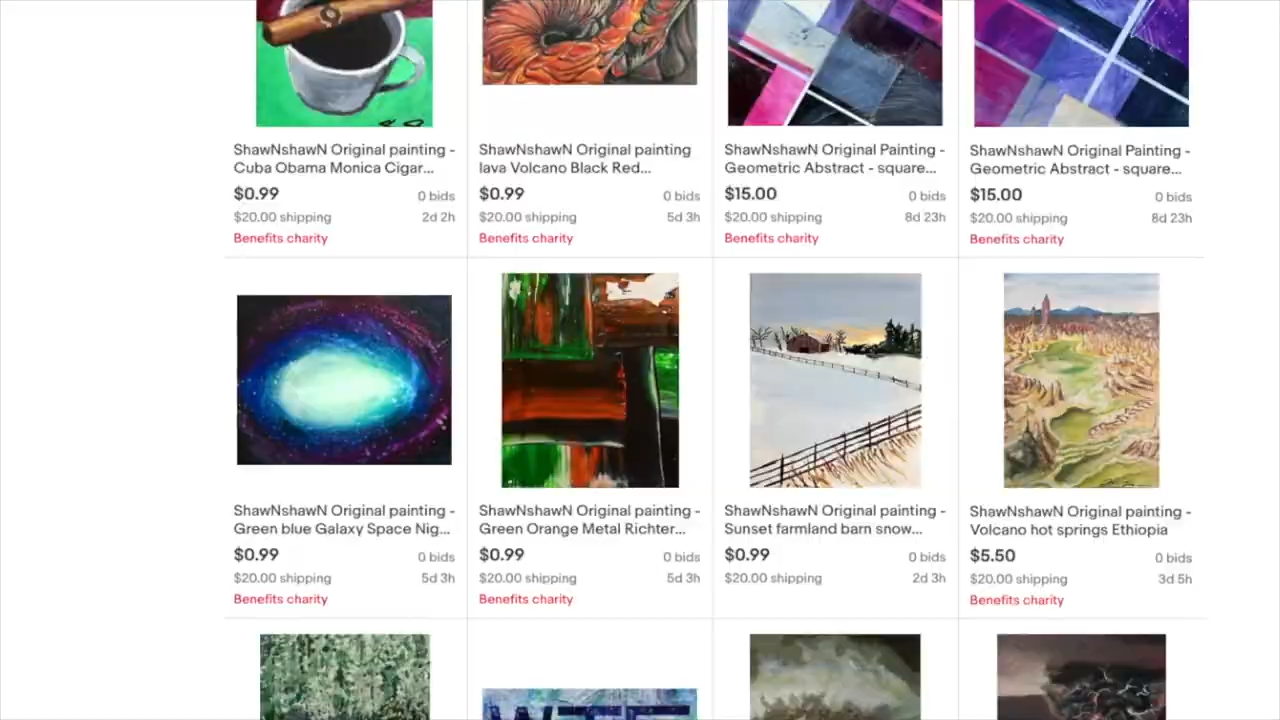 ShawNshawN Original painting -
Cuba Obama Monica Cigar...
$0.99 0 bids
$20.00 shipping 2d 2h
Benefits charity
ShawNshawN Original painting
lava Volcano Black Red...
$0.99 0 bids
$20.00 shipping 5d 3h
Benefits charity
ShawNshawN Original Painting -
Geometric Abstract - square...
$15.00 0 bids
$20.00 shipping 8d 23h
Benefits charity
ShawNshawN Original Painting -
Geometric Abstract - square...
$15.00 0 bids
$20.00 shipping 8d 23h
Benefits charity
ShawNshawN Original painting -
Green blue Galaxy Space Nig...
$0.99 0 bids
$20.00 shipping 5d 3h
Benefits charity
ShawNshawN Original painting -
Green Orange Metal Richter...
$0.99 0 bids
$20.00 shipping 5d 3h
Benefits charity
ShawNshawN Original painting -
Sunset farmland barn snow...
$0.99 0 bids
$20.00 shipping 2d 3h
ShawNshawN Original painting -
Volcano hot springs Ethiopia
$5.50 0 bids
$20.00 shipping 3d 5h
Benefits charity